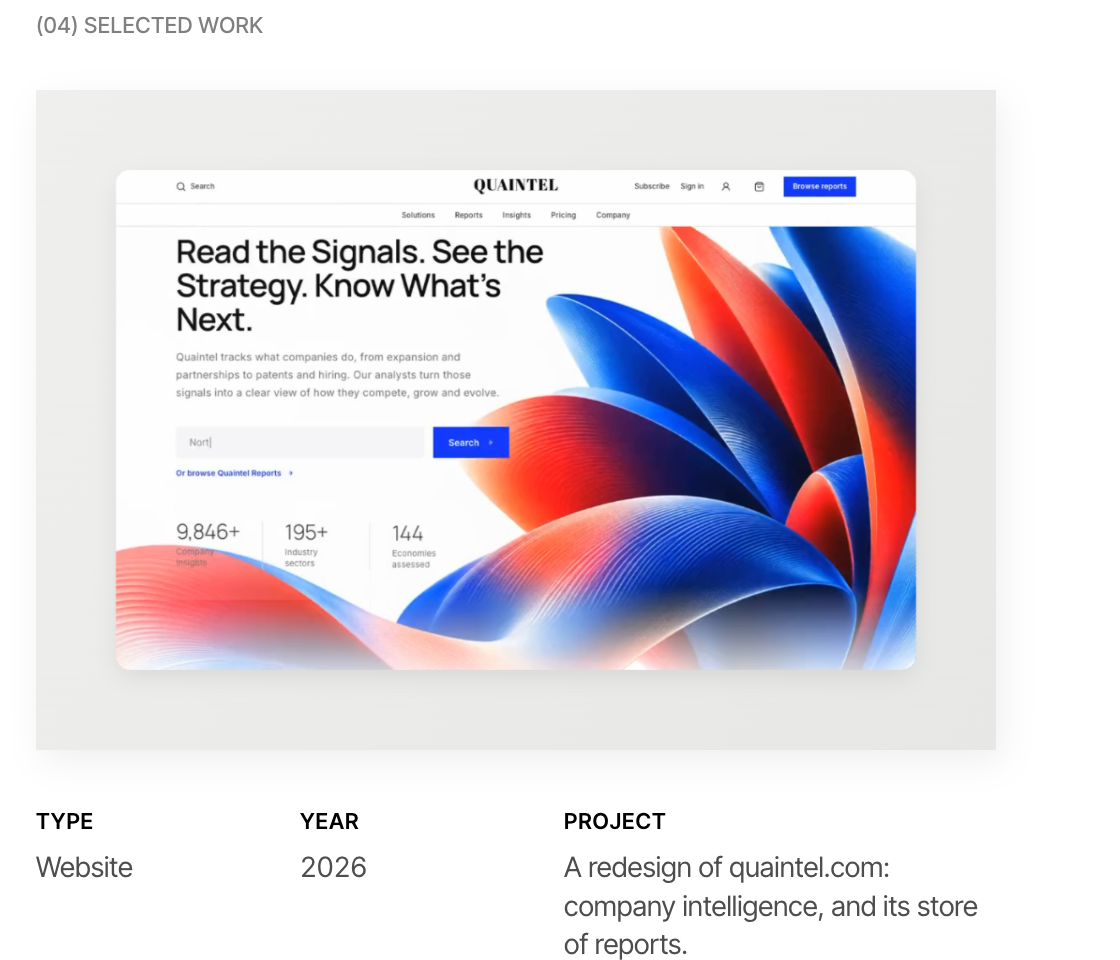 (04) SELECTED WORK
Search
QUAINTEL
Subscribe Sign in
Browse reports
Solutions Reports Insights Pricing Company
Read the Signals. See the
Strategy. Know What’s
Next.
Quaintel tracks what companies do, from expansion and
partnerships to patents and hiring. Our analysts turn those
signals into a clear view of how they compete, grow and evolve.
Nort
Search
Or browse Quaintel Reports
9,846+
Company
Insights
195+
Industry
sectors
144
Economies
assessed
TYPE
Website
YEAR
2026
PROJECT
A redesign of quaintel.com:
company intelligence, and its store
of reports.